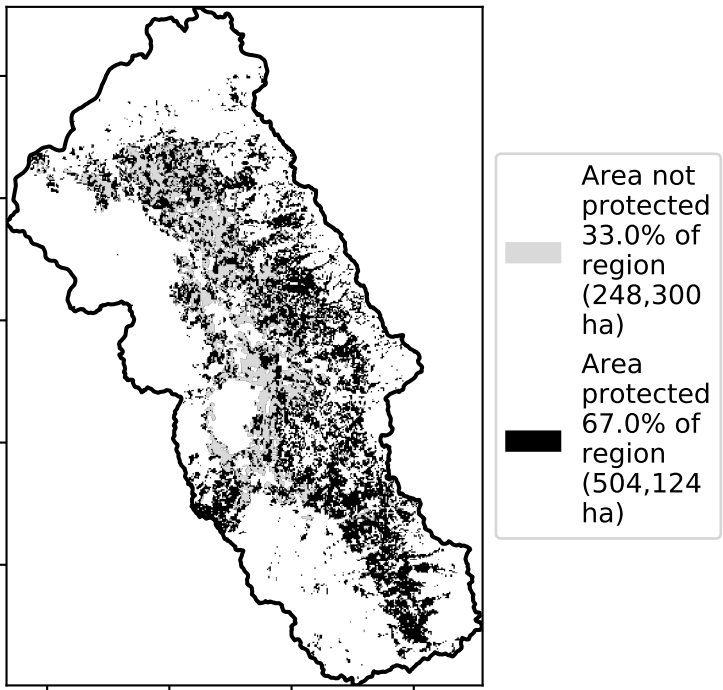 Area not
protected
33.0% of
region
(248,300
ha)
Area
protected
67.0% of
region
(504,124
ha)